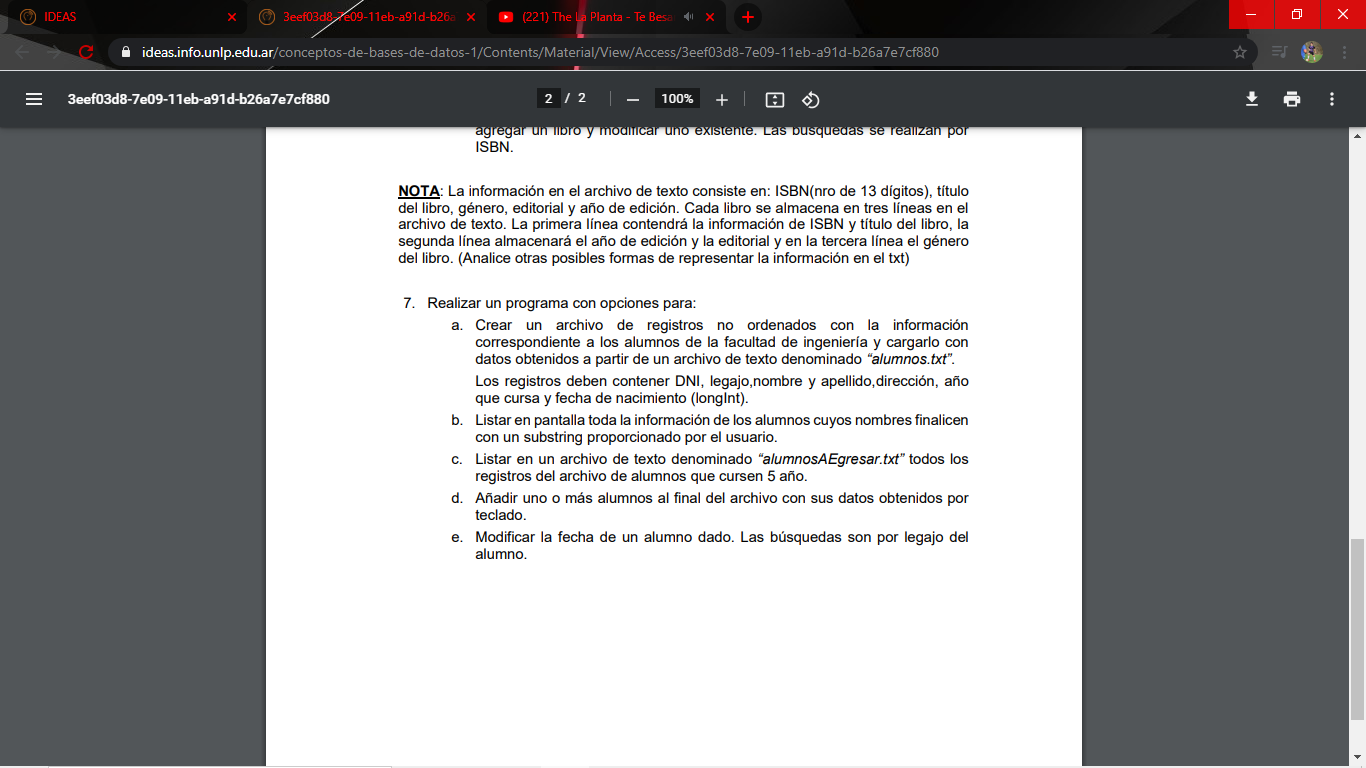 IDEAS
3eef03d8-7e09-11eb-a91d-b26a
(221) The La Planta - Te Besa
ideas.info.unlp.edu.ar/conceptos-de-bases-de-datos-1/Contents/Material/View/Access/3eef03d8-7e09-11eb-a91d-b26a7e7cf880
3eef03d8-7e09-11eb-a91d-b26a7e7cf880
2 / 2
100%
agregar un libro y modificar uno existente. Las búsquedas se realizan por
ISBN.
NOTA: La información en el archivo de texto consiste en: ISBN(nro de 13 dígitos), título
del libro, género, editorial y año de edición. Cada libro se almacena en tres líneas en el
archivo de texto. La primera línea contendrá la información de ISBN y título del libro, la
segunda línea almacenará el año de edición y la editorial y en la tercera línea el género
del libro. (Analice otras posibles formas de representar la información en el txt)
7. Realizar un programa con opciones para:
a. Crear un archivo de registros no ordenados con la información
correspondiente a los alumnos de la facultad de ingeniería y cargarlo con
datos obtenidos a partir de un archivo de texto denominado “alumnos.txt”.
Los registros deben contener DNI, legajo,nombre y apellido,dirección, año
que cursa y fecha de nacimiento (longInt).
b. Listar en pantalla toda la información de los alumnos cuyos nombres finalicen
con un substring proporcionado por el usuario.
c. Listar en un archivo de texto denominado “alumnosAEgresar.txt” todos los
registros del archivo de alumnos que cursen 5 año.
d. Añadir uno o más alumnos al final del archivo con sus datos obtenidos por
teclado.
e. Modificar la fecha de un alumno dado. Las búsquedas son por legajo del
alumno.